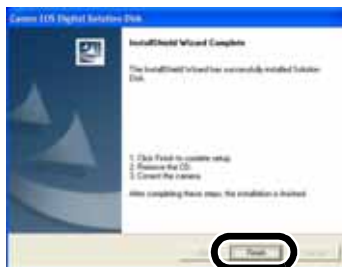 Canon EOS Digital Solution Disk
InstallShield Wizard Complete
The InstallShield Wizard has successfully installed Solution
Disk.
1. Click Finish to complete setup.
2. Remove the CD.
3. Connect the camera.
After completing these steps, the installation is finished.
Finish